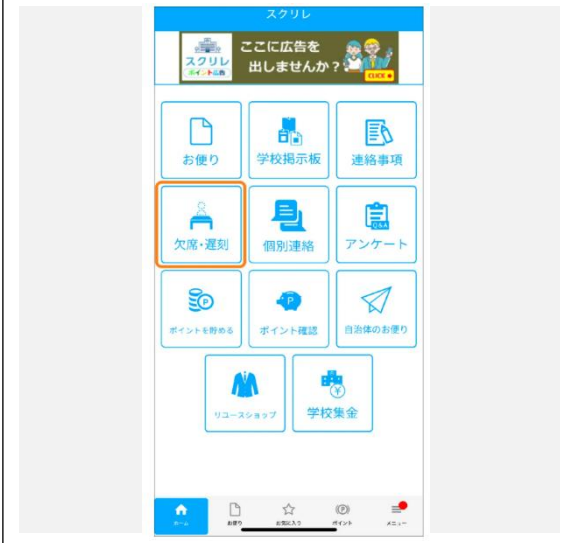 スクリレ
ここに広告を
出しませんか？
スクリレ
ポイント広告
CLICK
お便り
学校掲示板
連絡事項
欠席・遅刻
個別連絡
Q&A
アンケート
P
ポイントを貯める
P
ポイント確認
自治体のお便り
リユースショップ
¥
学校集金
ホーム
お便り
お気に入り
P
ポイント
メニュー